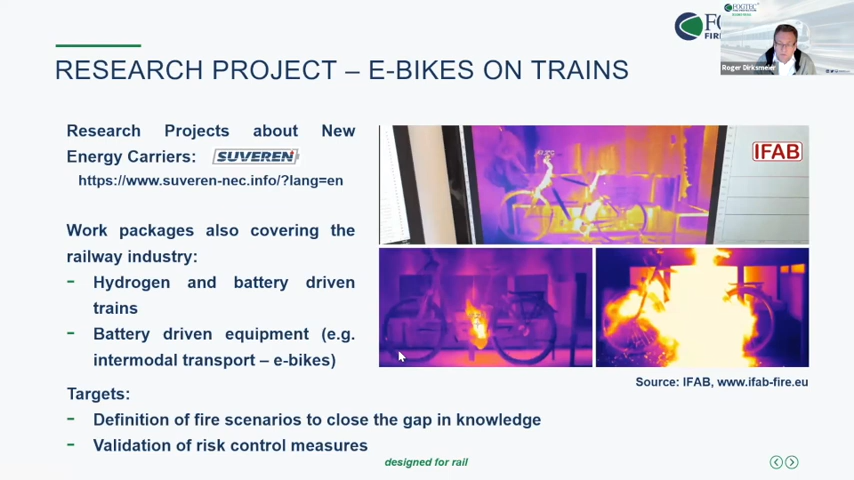 FOGTEC
RESEARCH PROJECT – E-BIKES ON TRAINS
Roger Dirksmeier
Research Projects about New
Energy Carriers: SUVEREN
https://www.suveren-nec.info/?lang=en
IFAB
Work packages also covering the
railway industry:
- Hydrogen and battery driven
trains
- Battery driven equipment (e.g.
intermodal transport – e-bikes)
Source: IFAB, www.ifab-fire.eu
Targets:
- Definition of fire scenarios to close the gap in knowledge
- Validation of risk control measures
designed for rail